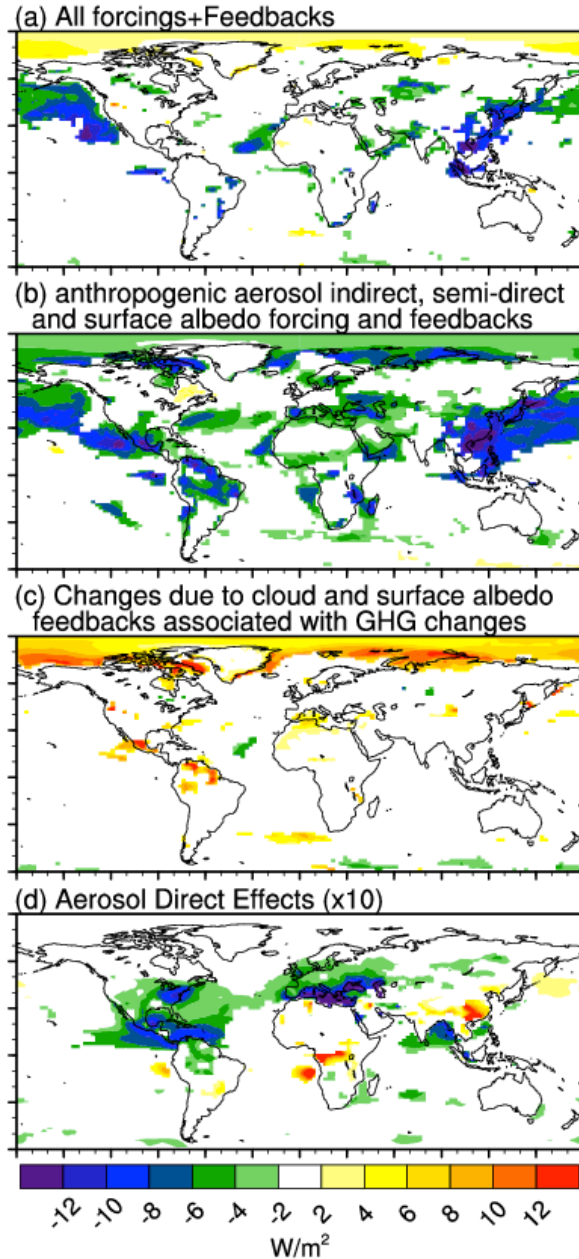 (a) All forcings+Feedbacks
(b) anthropogenic aerosol indirect, semi-direct
and surface albedo forcing and feedbacks
(c) Changes due to cloud and surface albedo
feedbacks associated with GHG changes
(d) Aerosol Direct Effects (x10)
-12 -10 -8 -6 -4 -2 2 4 6 8 10 12
W/m²